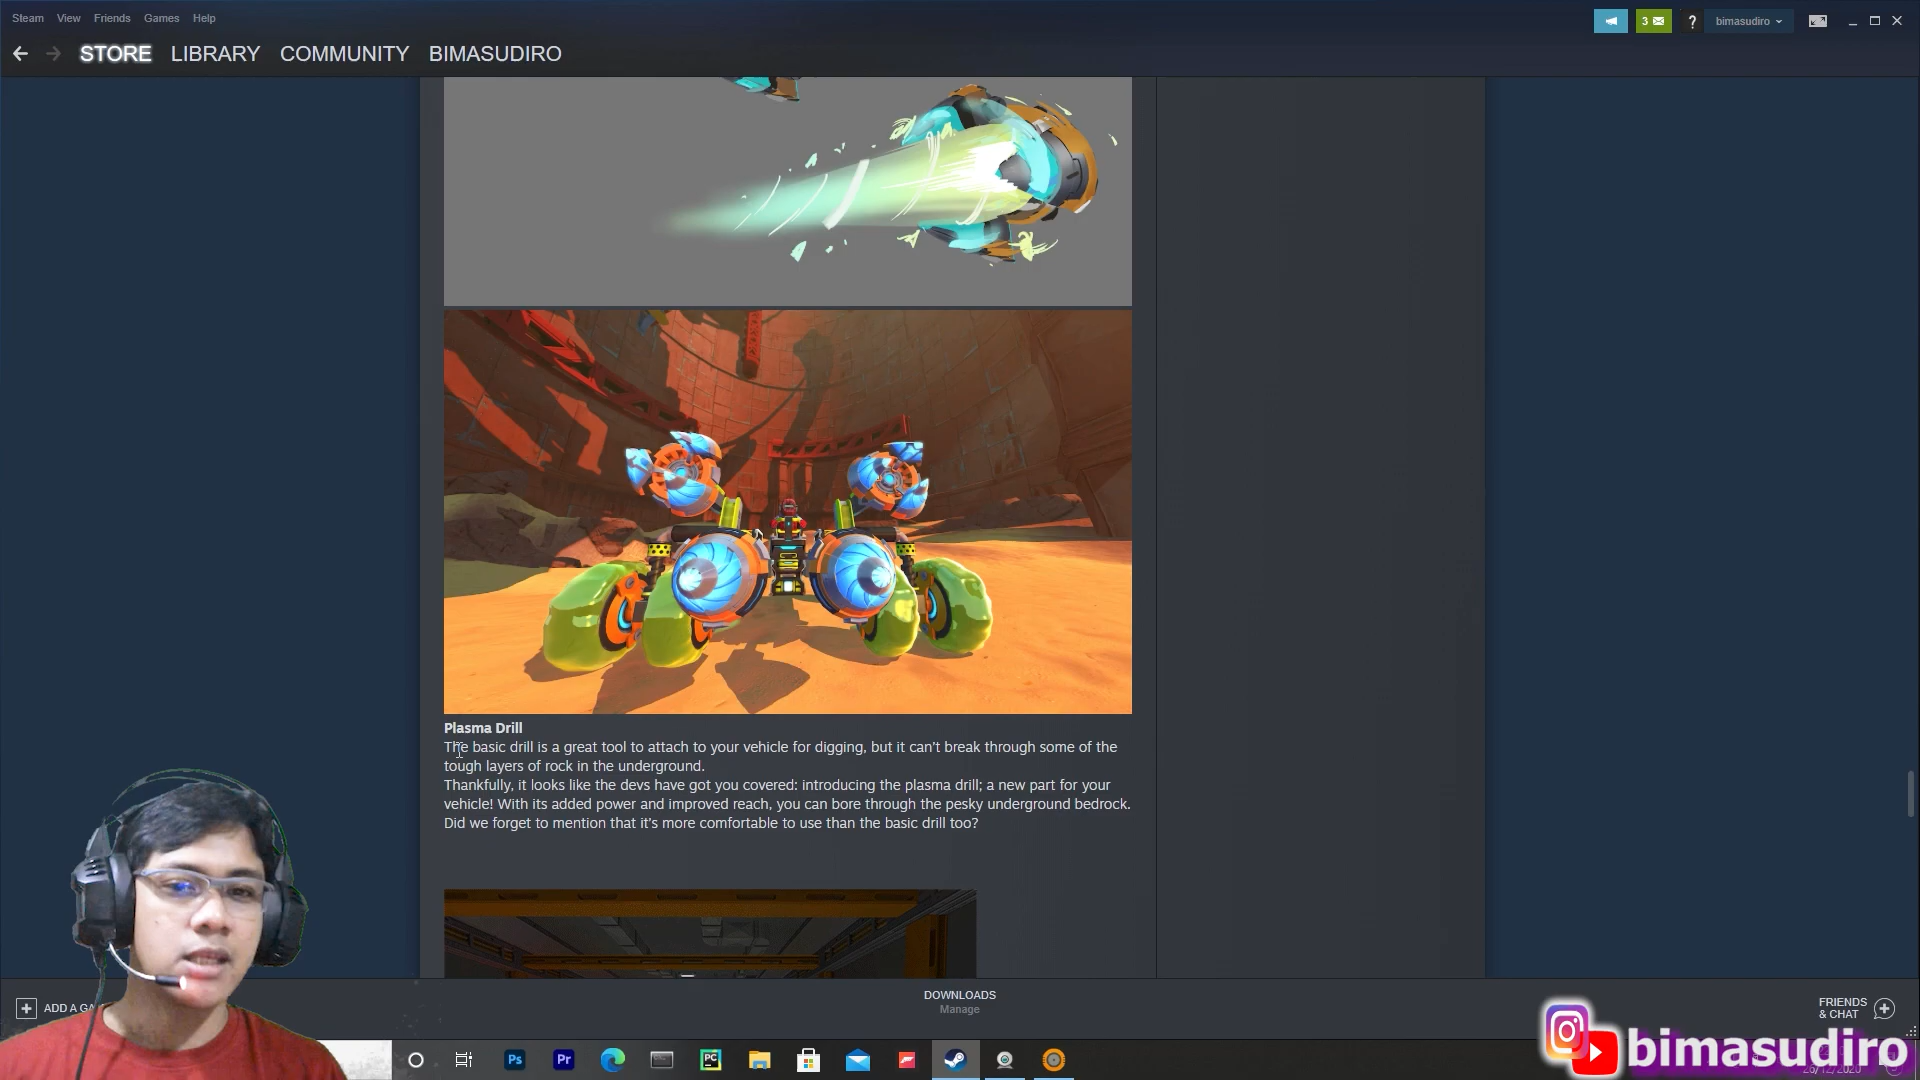 Steam View Friends Games Help
3
?
bimasudiro
STORE LIBRARY COMMUNITY BIMASUDIRO
Plasma Drill
The basic drill is a great tool to attach to your vehicle for digging, but it can't break through some of the
tough layers of rock in the underground.
Thankfully, it looks like the devs have got you covered: introducing the plasma drill; a new part for your
vehicle! With its added power and improved reach, you can bore through the pesky underground bedrock.
Did we forget to mention that it's more comfortable to use than the basic drill too?
ADD A
DOWNLOADS
Manage
FRIENDS
& CHAT
Ps
Pr
PC
bimasudiro